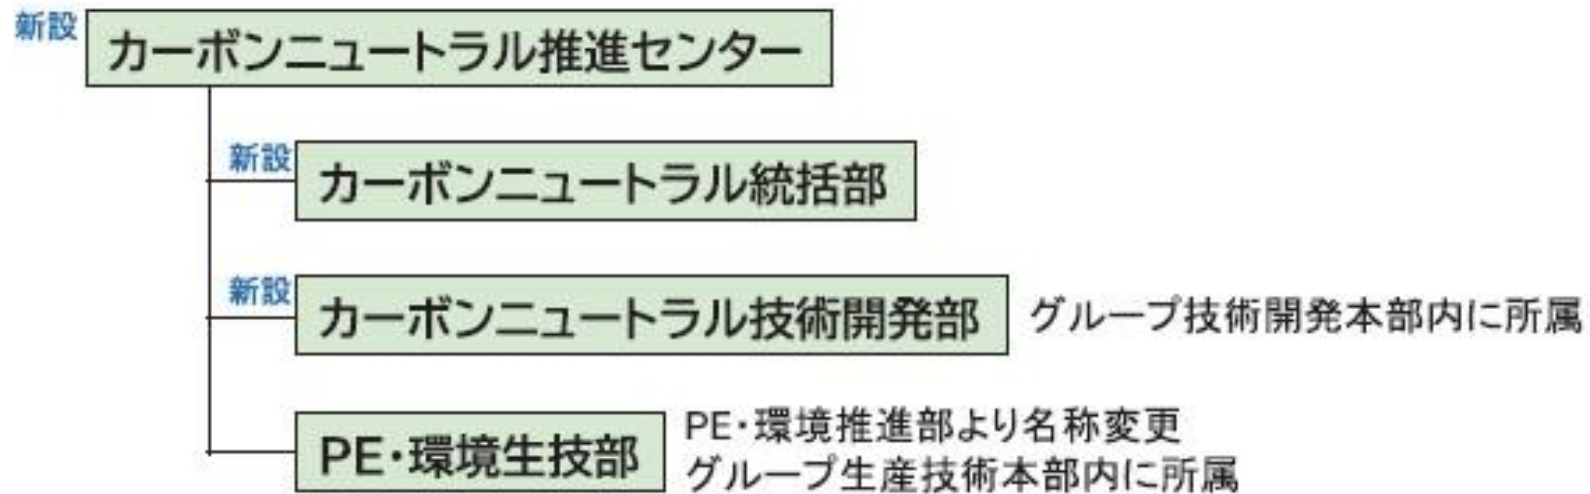 新設
カーボンニュートラル推進センター
新設
カーボンニュートラル統括部
新設
カーボンニュートラル技術開発部 グループ技術開発本部内に所属
PE・環境生技部
PE・環境推進部より名称変更
グループ生産技術本部内に所属